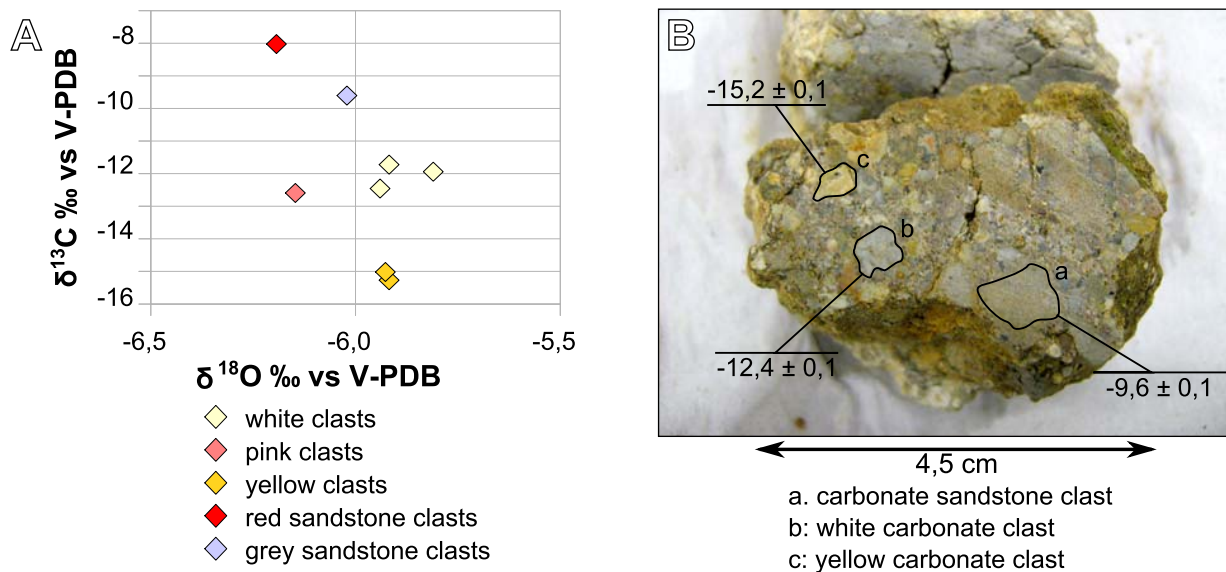 A
δ¹³C ‰ vs V-PDB
-8
-10
-12
-14
-16
-6,5
-6,0
-5,5
δ ¹⁸O ‰ vs V-PDB
white clasts
pink clasts
yellow clasts
red sandstone clasts
grey sandstone clasts
B
-15,2 ± 0,1
c
b
a
-12,4 ± 0,1
-9,6 ± 0,1
4,5 cm
a. carbonate sandstone clast
b: white carbonate clast
c: yellow carbonate clast